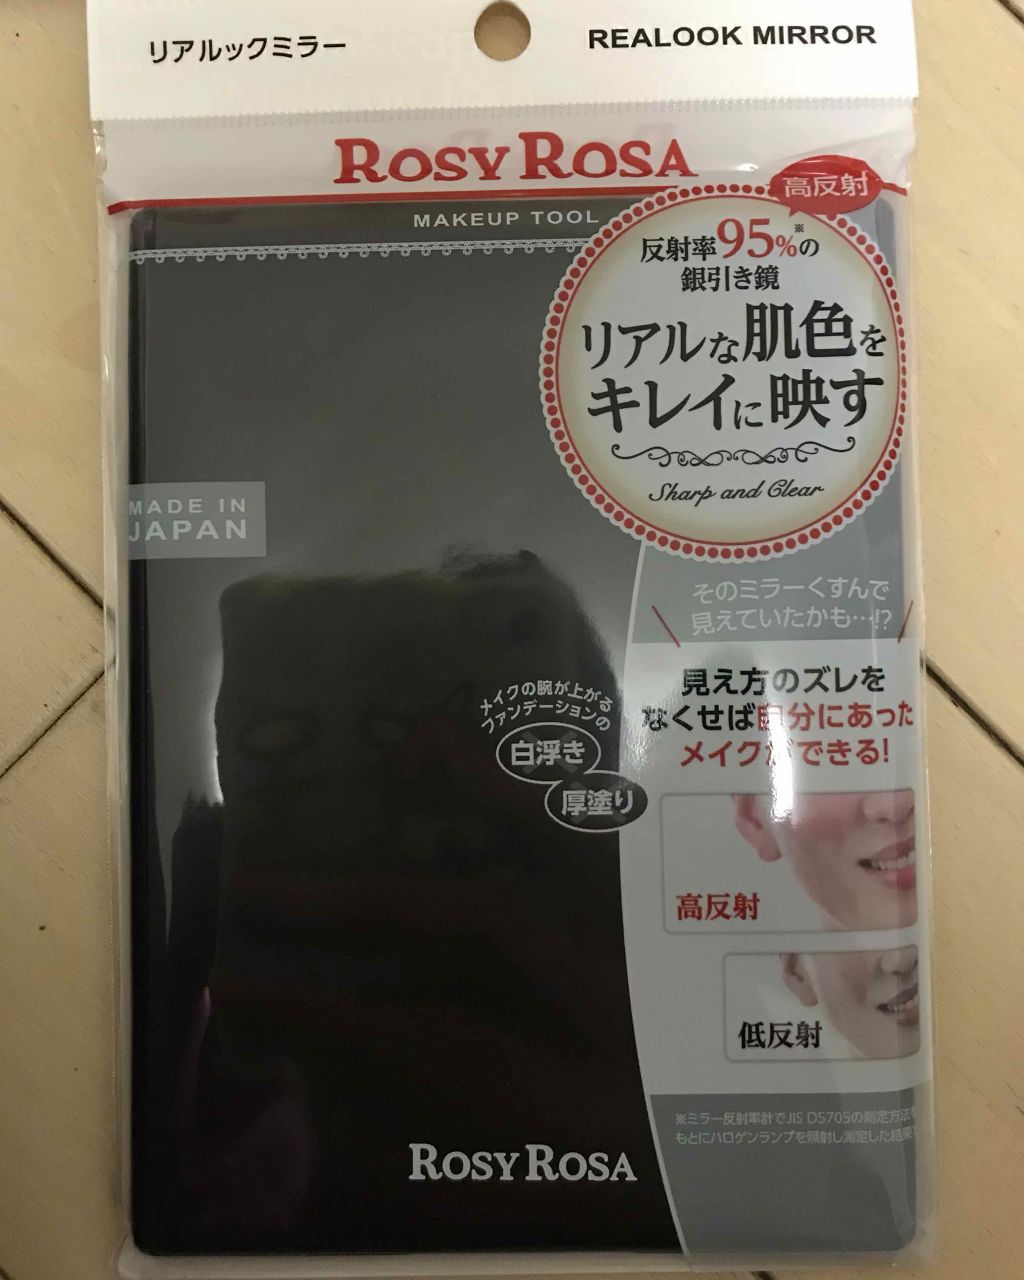 リアルックミラー
REALOOK MIRROR
ROSY ROSA
MAKEUP TOOL
高反射
反射率95%※の
銀引き鏡
リアルな肌色を
キレイに映す
Sharp and Clear
MADE IN
JAPAN
そのミラーくすんで
見えていたかも…!?
見え方のズレを
なくせば自分にあった
メイクができる!
メイクの腕が上がる
ファンデーションの
白浮き
厚塗り
高反射
低反射
※ミラー反射率計でJIS D5705の測定方法を
もとにハロゲンランプを照射し測定した結果
ROSY ROSA